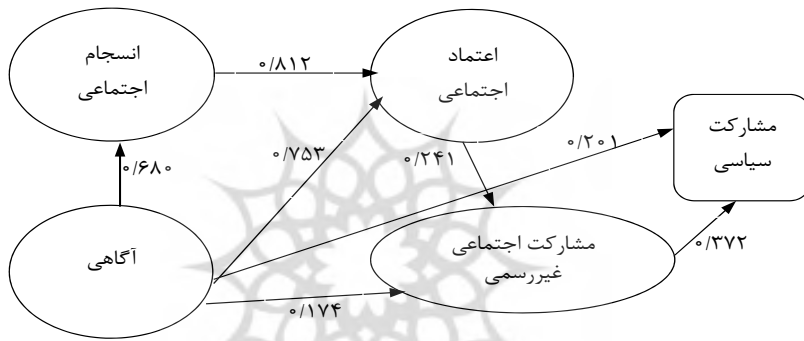 انسجام
اجتماعی
۰/۸۱۲
اعتماد
اجتماعی
مشارکت
سیاسی
۰/۶۸۰
۰/۷۵۳
۰/۲۴۱
۰/۲۰۱
آگاهی
۰/۱۷۴
مشارکت اجتماعی
غیررسمی
۰/۳۷۲